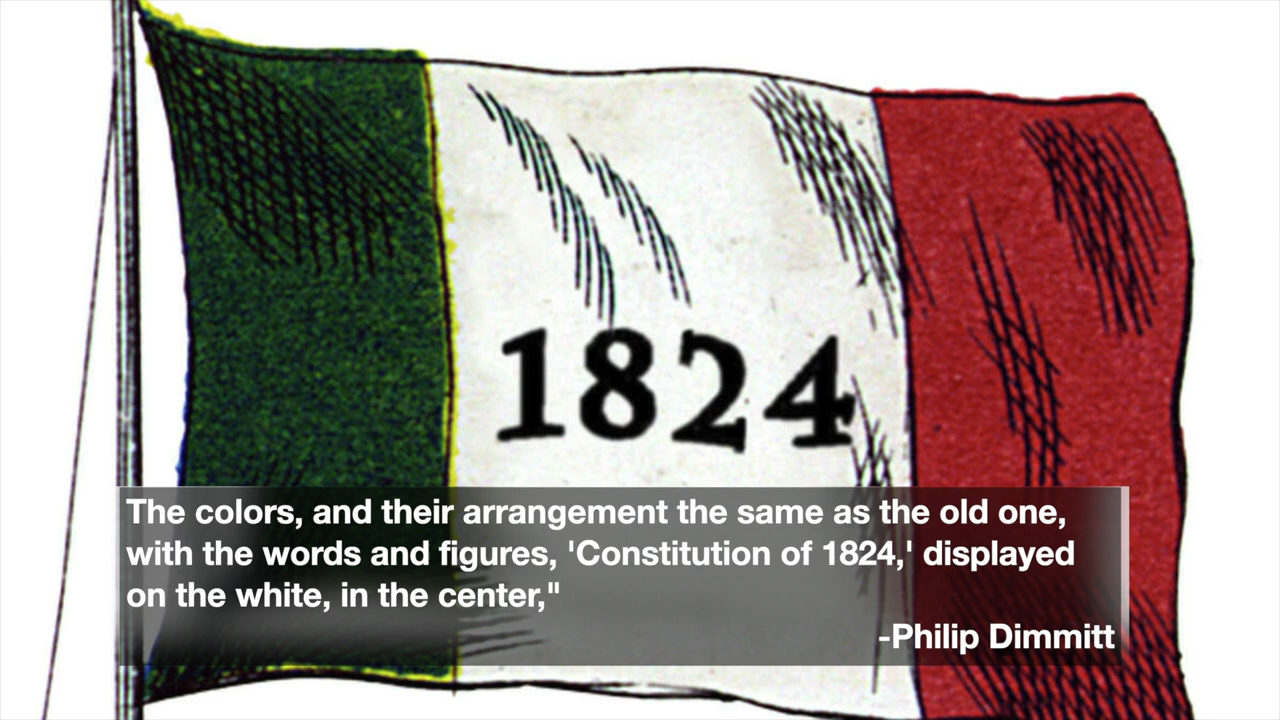 1824
The colors, and their arrangement the same as the old one,
with the words and figures, 'Constitution of 1824,' displayed
on the white, in the center,"
-Philip Dimmitt